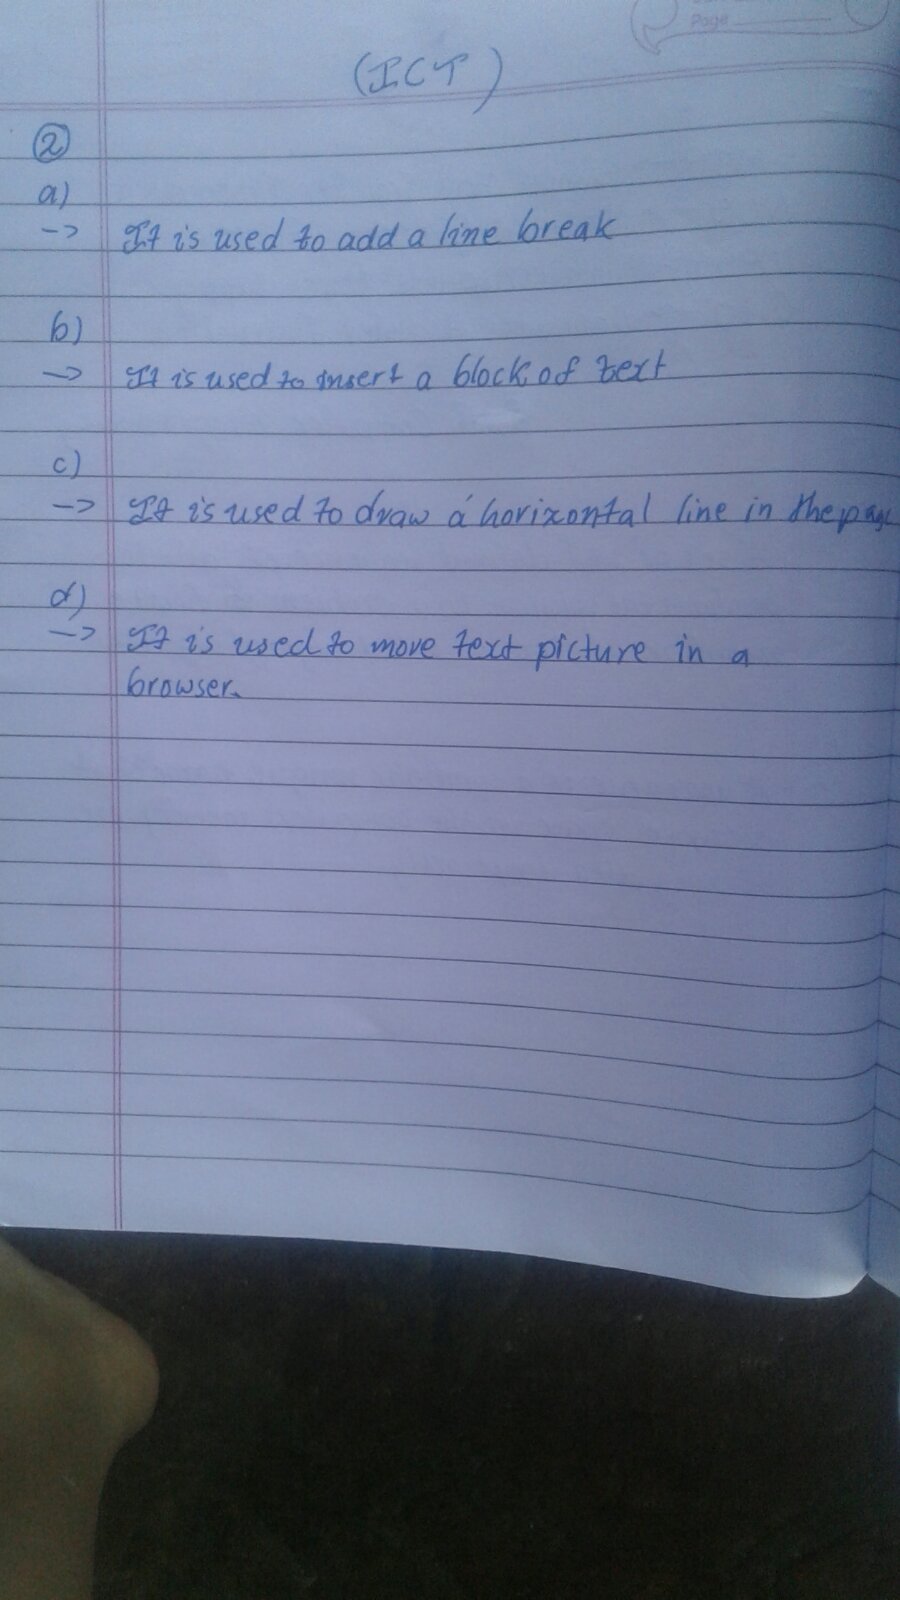 Page
(ICT)
②
a)
-> It is used to add a line break
b)
-> It is used to insert a block of text
c)
-> It is used to draw a horixontal line in the page
d)
-> It is used to move text picture in a
browser.